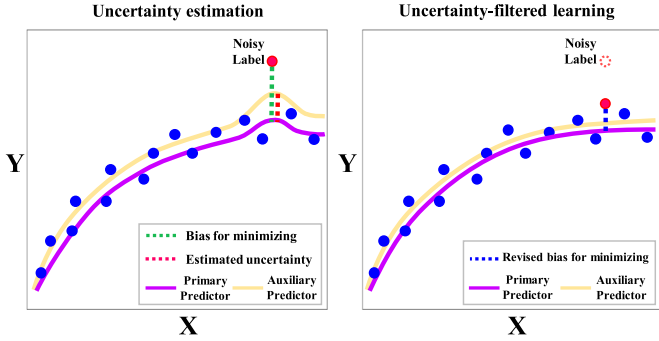 Uncertainty estimation
Noisy
Label
Y
Bias for minimizing
Estimated uncertainty
Primary
Predictor
Auxiliary
Predictor
X
Uncertainty-filtered learning
Noisy
Label
Y
Revised bias for minimizing
Primary
Predictor
Auxiliary
Predictor
X